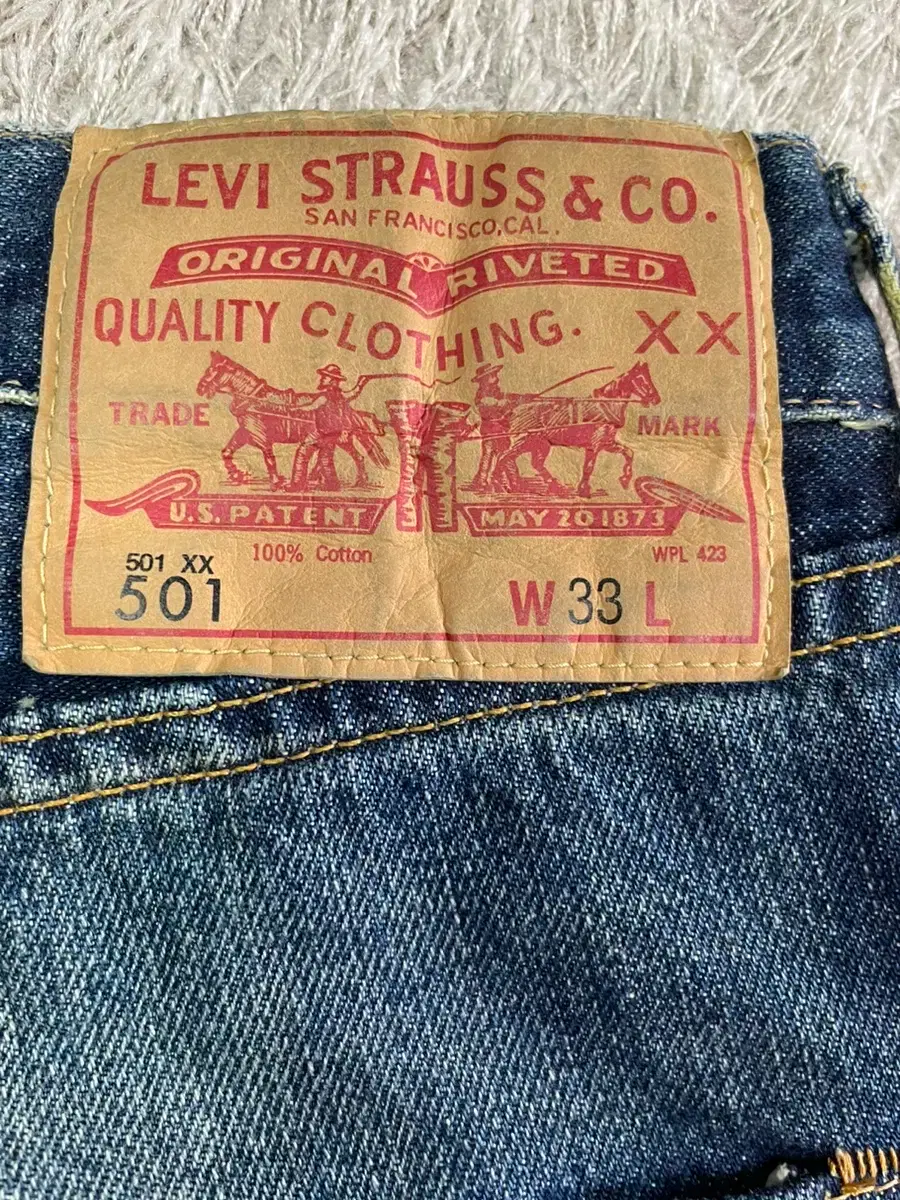 LEVI STRAUSS & CO.
SAN FRANCISCO, CAL.
ORIGINAL RIVETED
QUALITY CLOTHING. XX
TRADE MARK
U.S. PATENT MAY 20 1873
501 XX 100% Cotton WPL 423
501 W 33 L